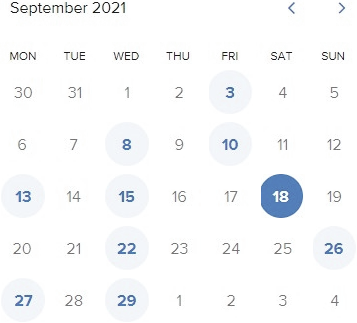 September 2021
MON TUE WED THU FRI SAT SUN
30 31 1 2 3 4 5
6 7 8 9 10 11 12
13 14 15 16 17 18 19
20 21 22 23 24 25 26
27 28 29 1 2 3 4